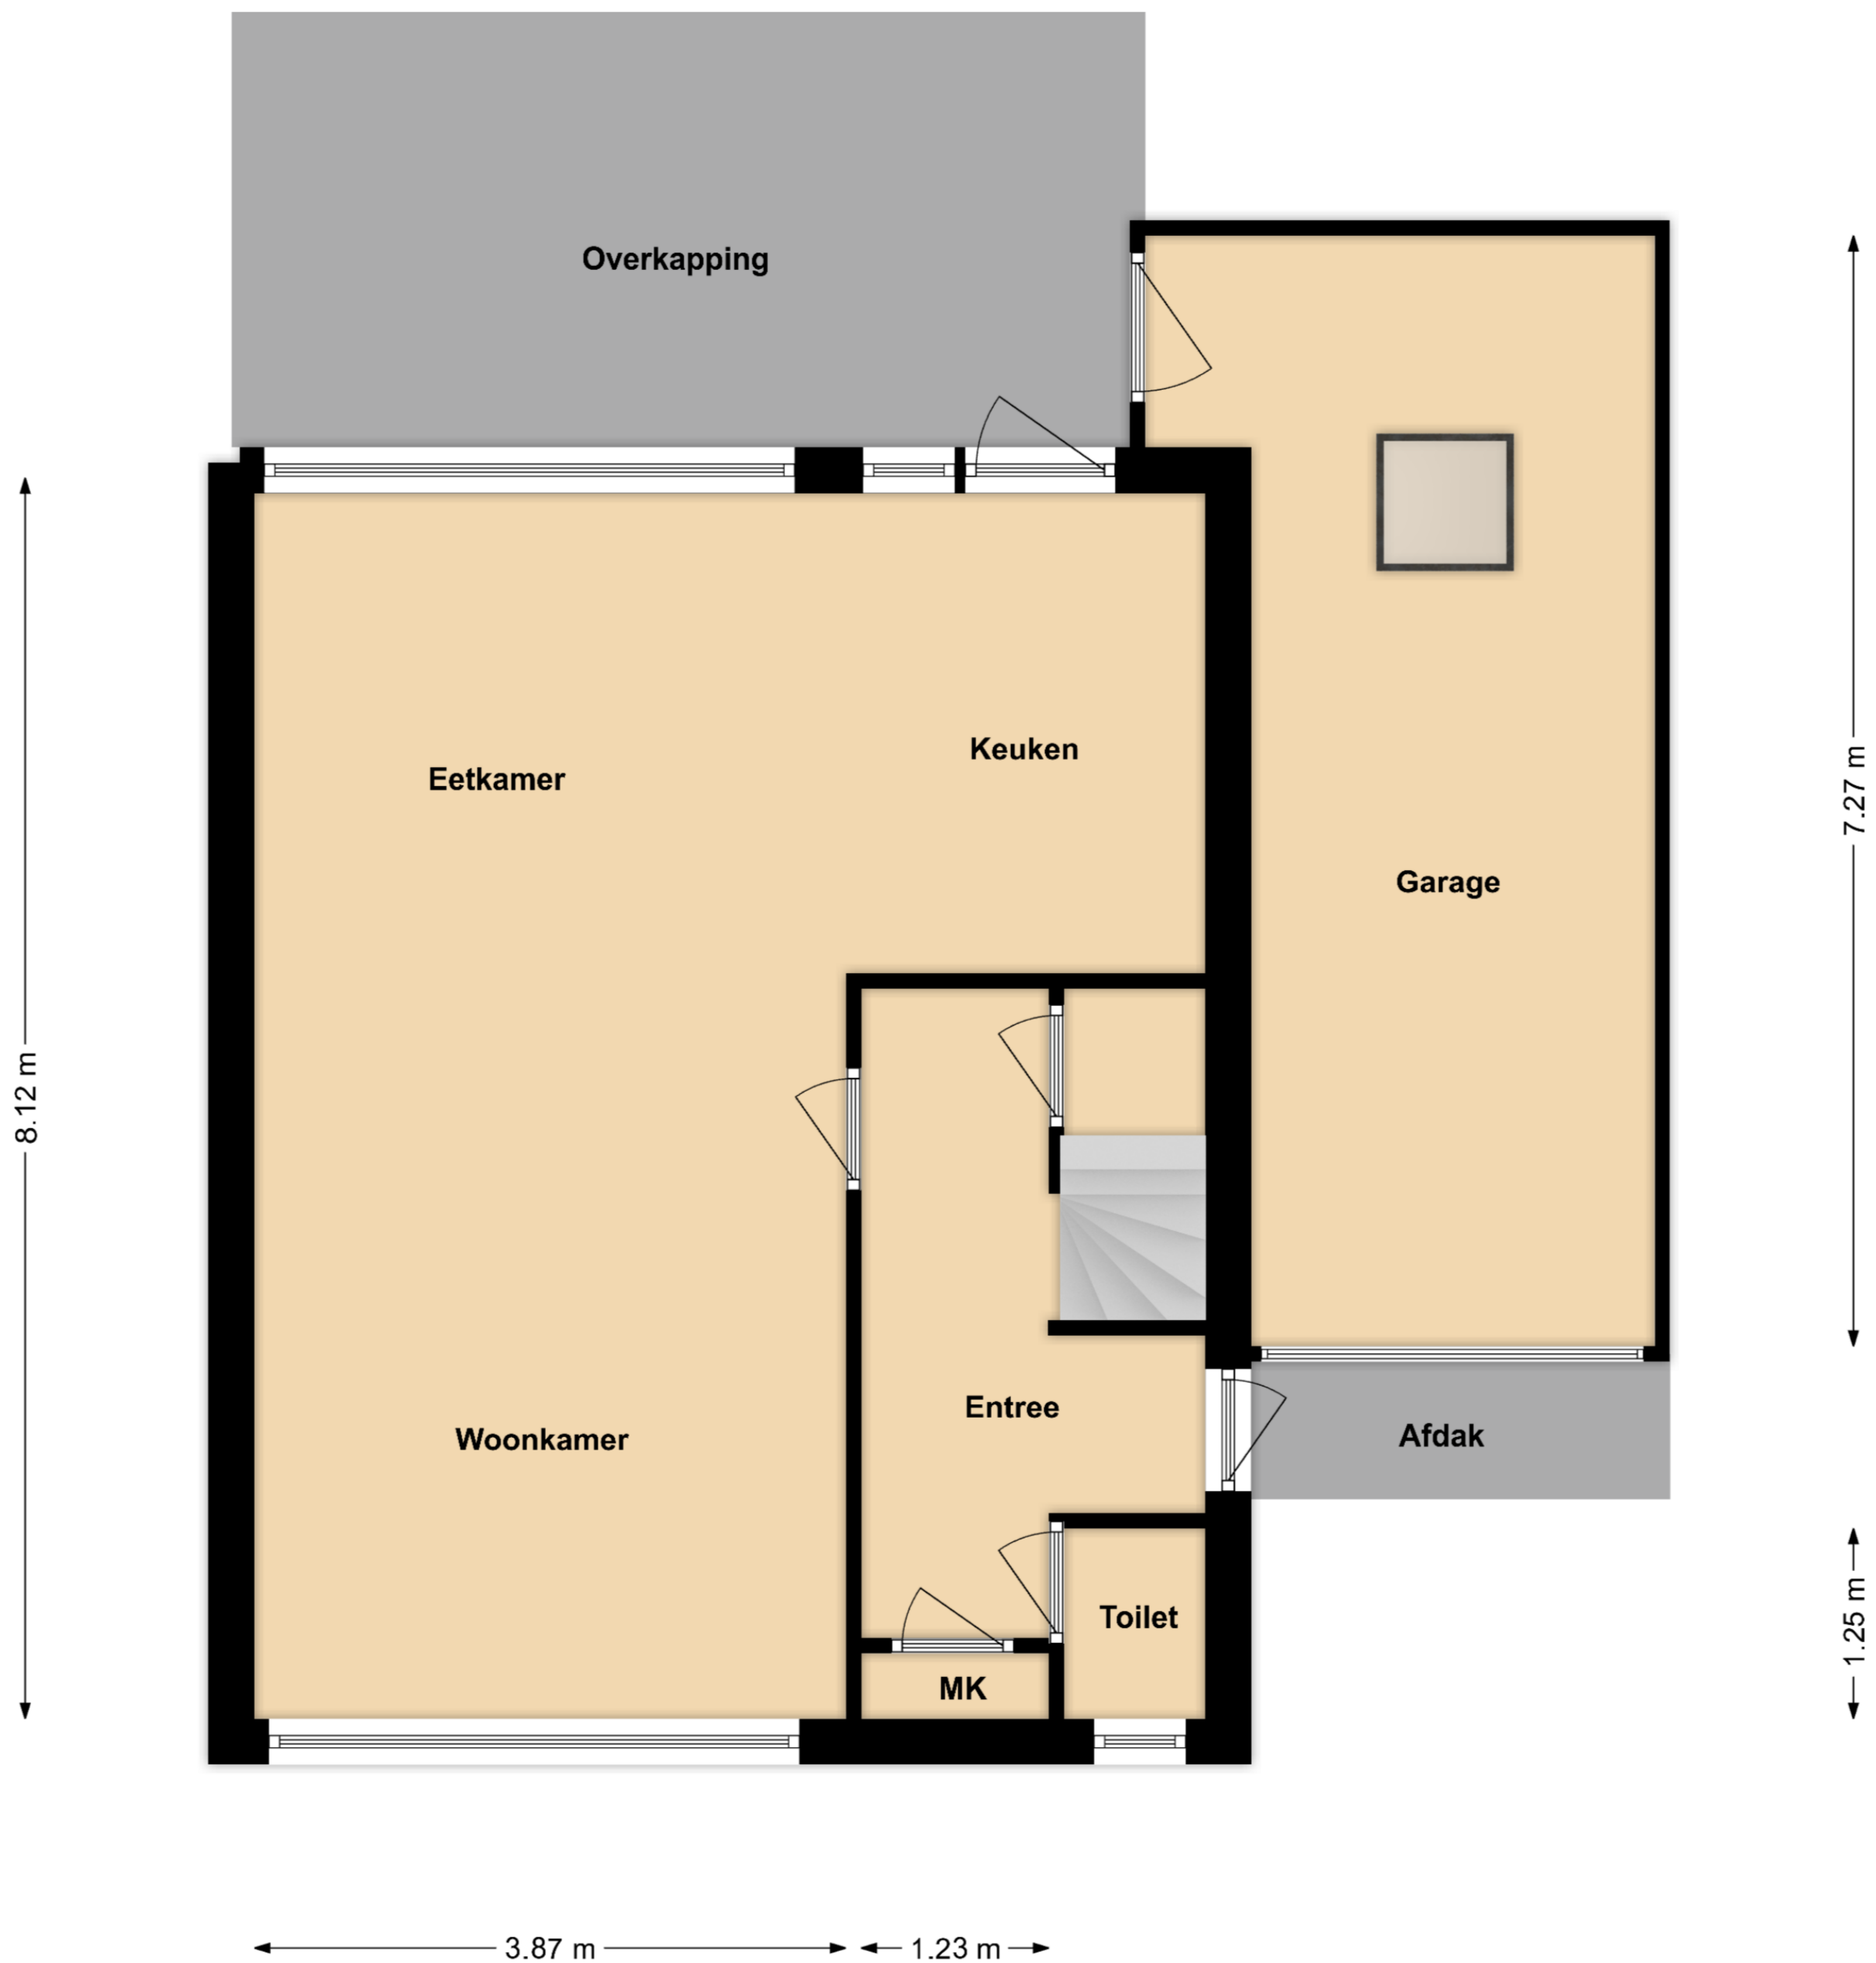 Overkapping
Keuken
Eetkamer
7.27 m
Garage
8.12 m
Entree
Afdak
Woonkamer
Toilet
1.25 m
MK
3.87 m
1.23 m